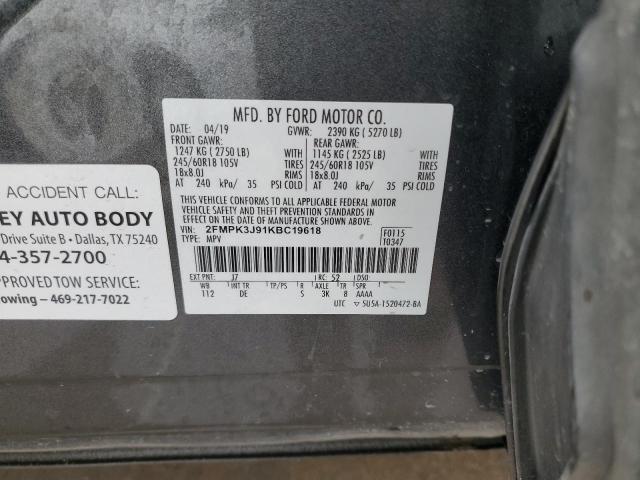 MFD. BY FORD MOTOR CO.
DATE: 04/19 GVWR: 2390 KG ( 5270 LB)
FRONT GAWR: REAR GAWR:
1247 KG ( 2750 LB) WITH 1145 KG ( 2525 LB) WITH
245/60R18 105V TIRES 245/60R18 105V TIRES
18x8.0J RIMS 18x8.0J RIMS
AT 240 kPa/ 35 PSI COLD AT 240 kPa/ 35 PSI COLD
THIS VEHICLE CONFORMS TO ALL APPLICABLE FEDERAL MOTOR
VEHICLE SAFETY AND THEFT PREVENTION STANDARDS IN EFFECT
ON THE DATE OF MANUFACTURE SHOWN ABOVE.
VIN: 2FMPK3J91KBC19618 F0115
TYPE: MPV T0347
EXT PNT: J7 RC: 52 DSO:
WB INT TR TP/PS R AXLE TR SPR
112 DE S 3K 8 AAAA
UTC ▽ 5U5A-1520472-BA
ACCIDENT CALL:
EY AUTO BODY
Drive Suite B • Dallas, TX 75240
4-357-2700
PPROVED TOW SERVICE:
owing – 469-217-7022